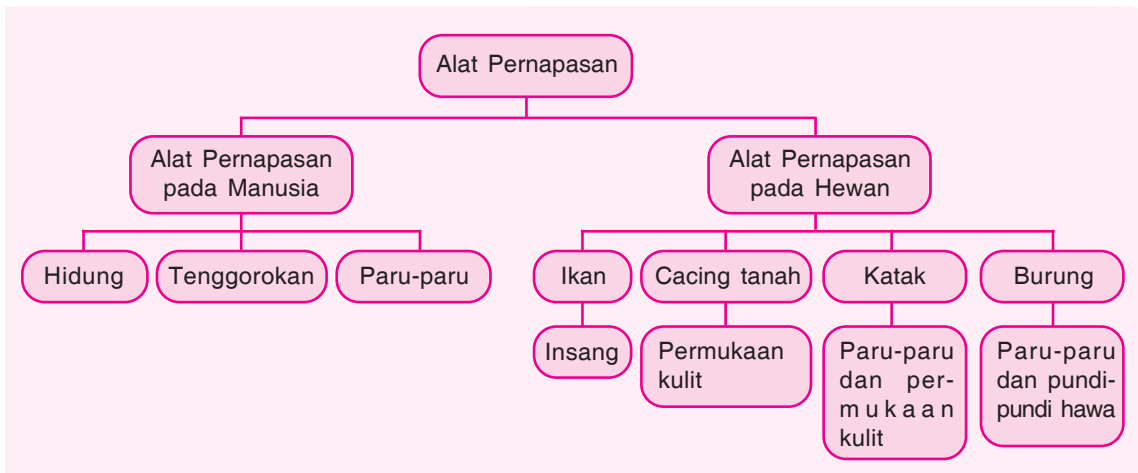 Alat Pernapasan
Alat Pernapasan
pada Manusia
Alat Pernapasan
pada Hewan
Hidung
Tenggorokan
Paru-paru
Ikan
Cacing tanah
Katak
Burung
Insang
Permukaan
kulit
Paru-paru
dan per-
mukaan
kulit
Paru-paru
dan pundi-
pundi hawa